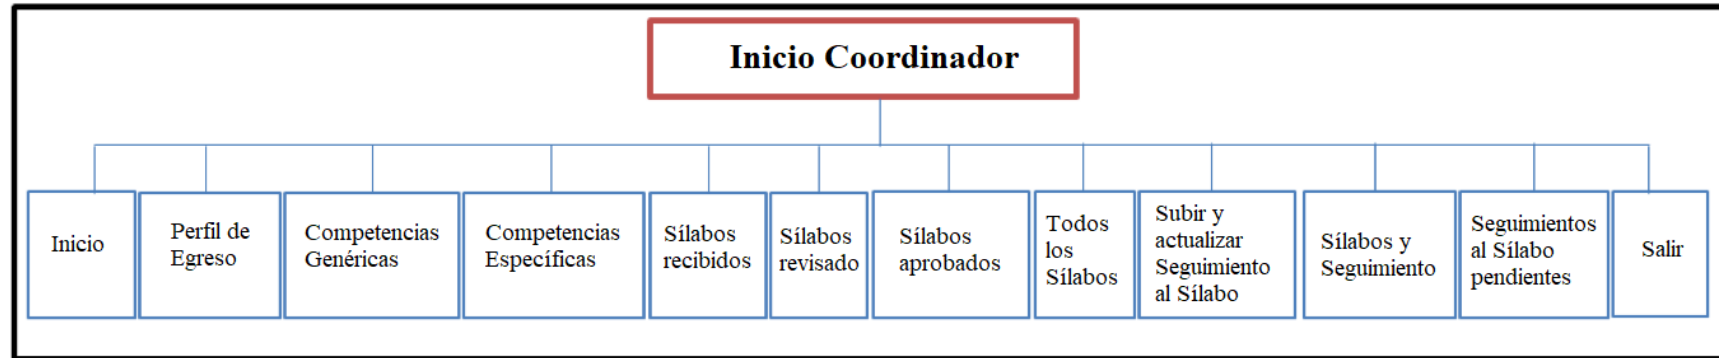 Inicio Coordinador
Inicio
Perfil de
Egreso
Competencias
Genéricas
Competencias
Específicas
Sílabos
recibidos
Sílabos
revisado
Sílabos
aprobados
Todos
los
Sílabos
Subir y
actualizar
Seguimiento
al Sílabo
Sílabos y
Seguimiento
Seguimientos
al Sílabo
pendientes
Salir